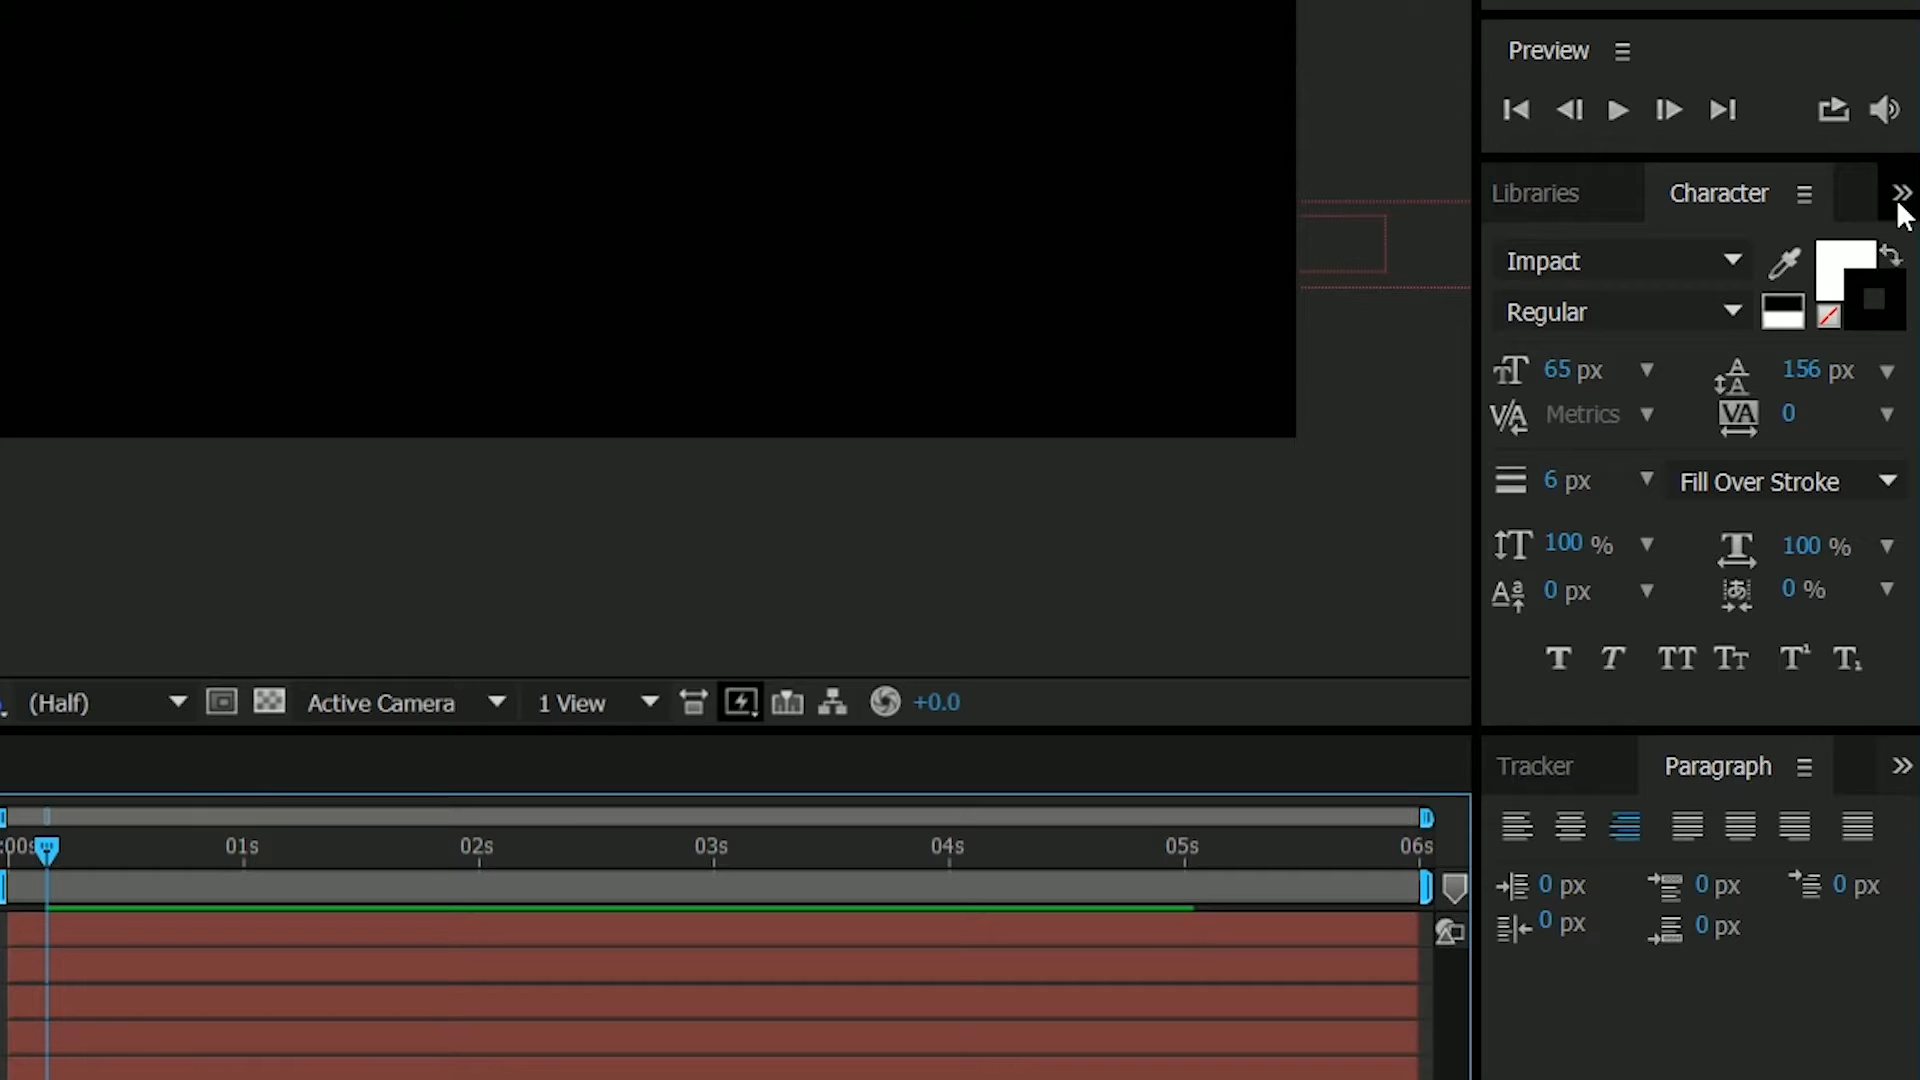 Preview
Libraries
Character
Impact
Regular
65 px
156 px
Metrics
0
6 px
Fill Over Stroke
100 %
100 %
0 px
0 %
(Half)
Active Camera
1 View
+0.0
Tracker
Paragraph
:00s
01s
02s
03s
04s
05s
06s
0 px
0 px
0 px
0 px
0 px